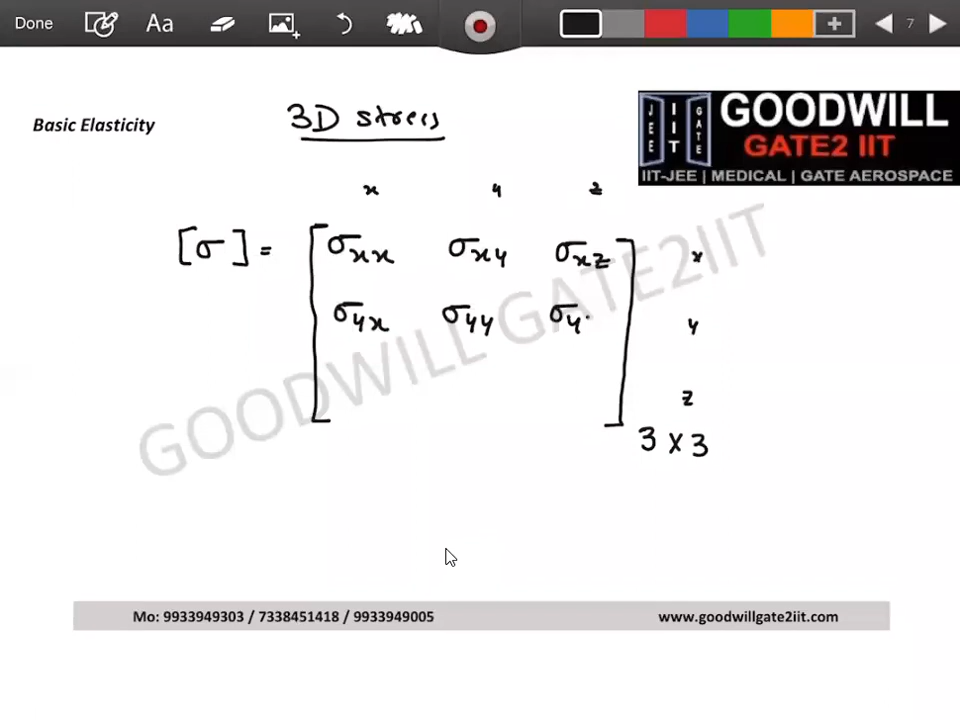 Done Aa 7
Basic Elasticity
3D stress
JEE IIT GATE
GOODWILL
GATE2 IIT
IIT-JEE | MEDICAL | GATE AEROSPACE
x y z
[σ] = [ σxx σxy σxz ] x
σyx σyy σy y
z
3 x 3
GOODWILL GATE2IIT
Mo: 9933949303 / 7338451418 / 9933949005 www.goodwillgate2iit.com